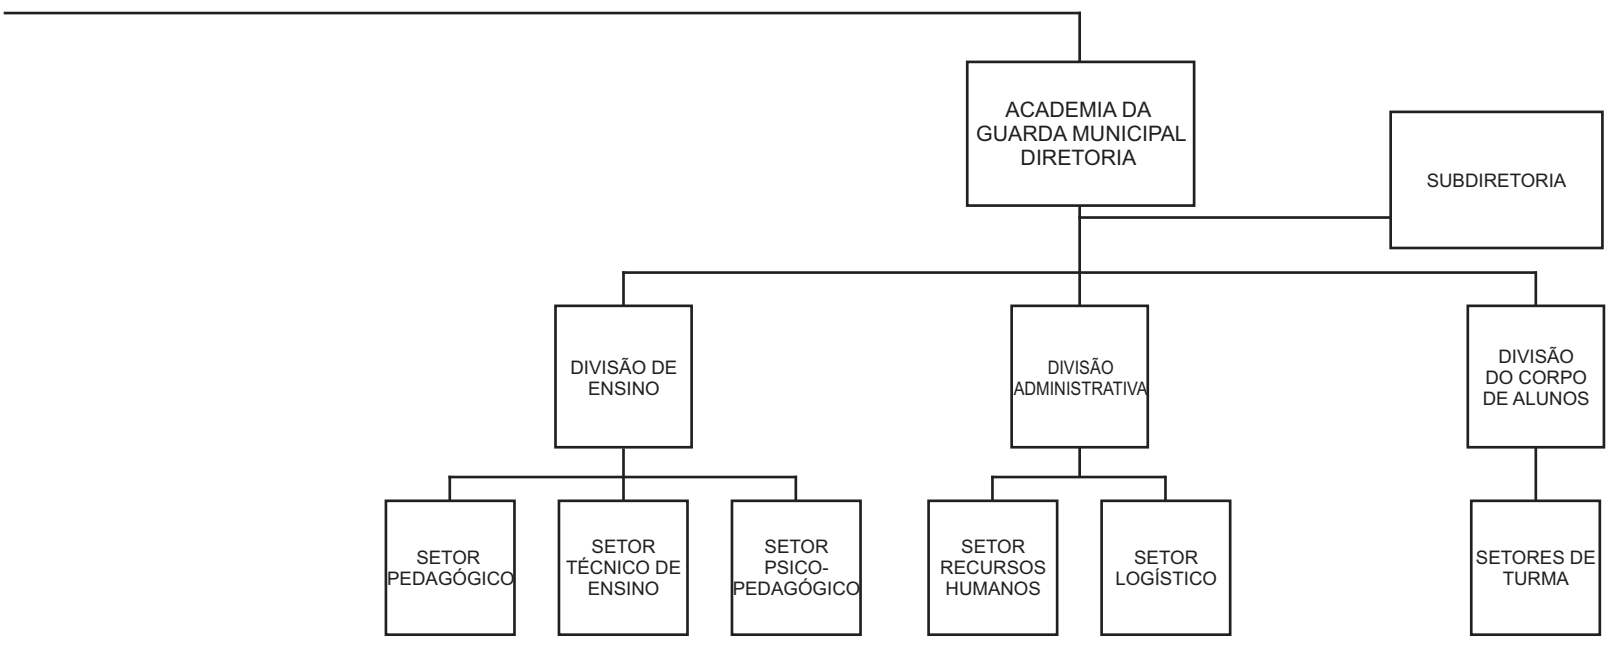 ACADEMIA DA
GUARDA MUNICIPAL
DIRETORIA
SUBDIRETORIA
DIVISÃO DE
ENSINO
DIVISÃO
ADMINISTRATIVA
DIVISÃO
DO CORPO
DE ALUNOS
SETOR
PEDAGÓGICO
SETOR
TÉCNICO DE
ENSINO
SETOR
PSICO-
PEDAGÓGICO
SETOR
RECURSOS
HUMANOS
SETOR
LOGÍSTICO
SETORES DE
TURMA